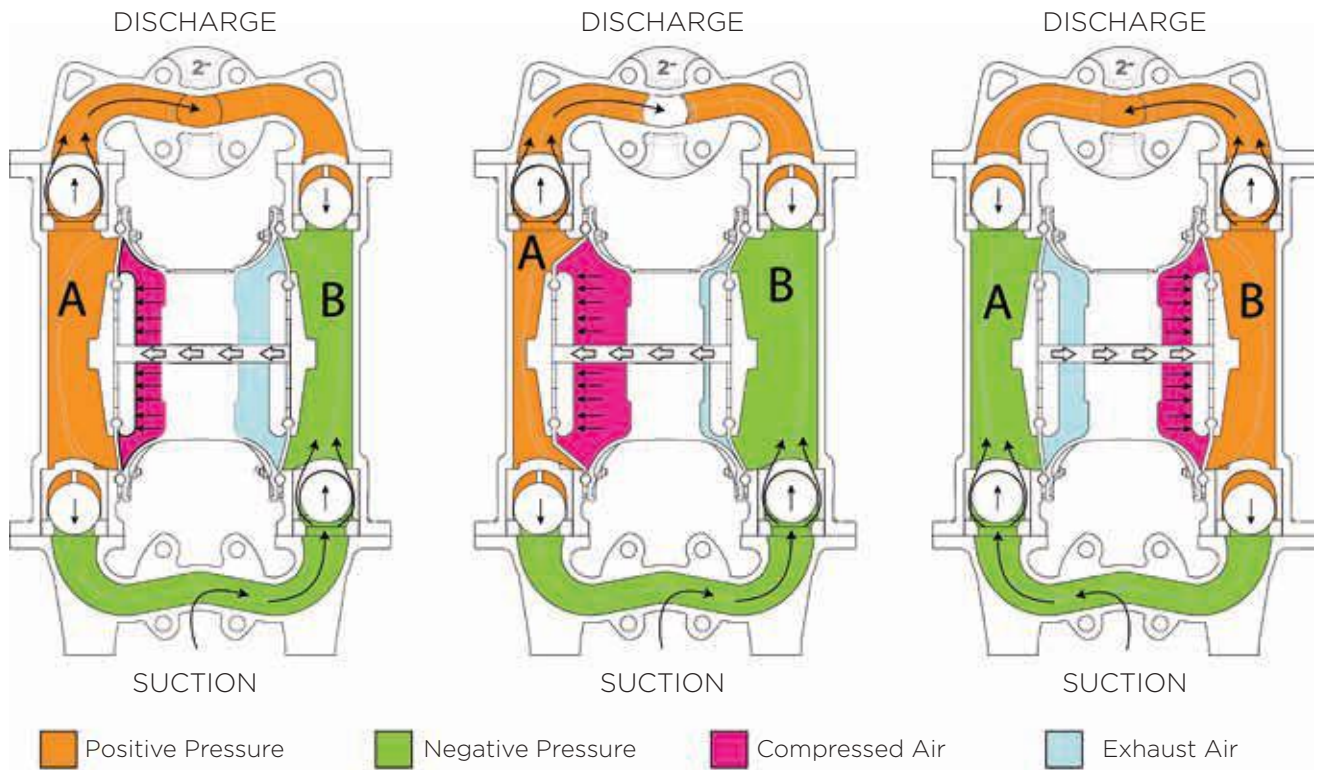 DISCHARGE DISCHARGE DISCHARGE
2" 2" 2"
A B A B A B
SUCTION SUCTION SUCTION
Positive Pressure Negative Pressure Compressed Air Exhaust Air